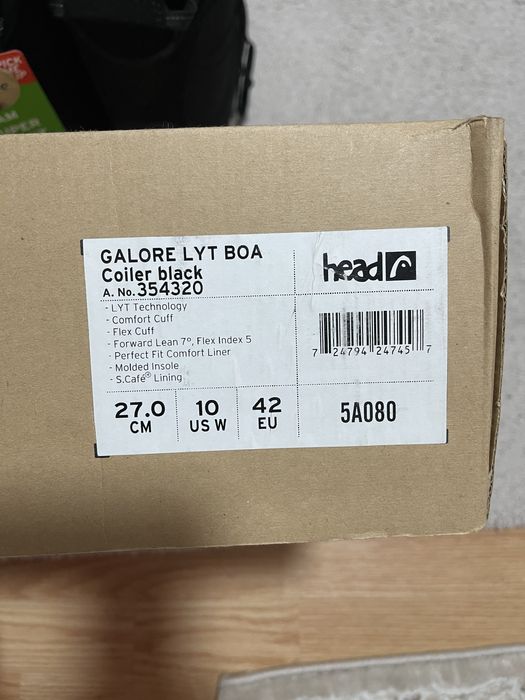 GALORE LYT BOA
Coiler black
A. No. 354320
head
- LYT Technology
- Comfort Cuff
- Flex Cuff
- Forward Lean 7°, Flex Index 5
- Perfect Fit Comfort Liner
- Molded Insole
- S.Café® Lining
7 24794 24745 7
27.0 CM
10 US W
42 EU
5A080